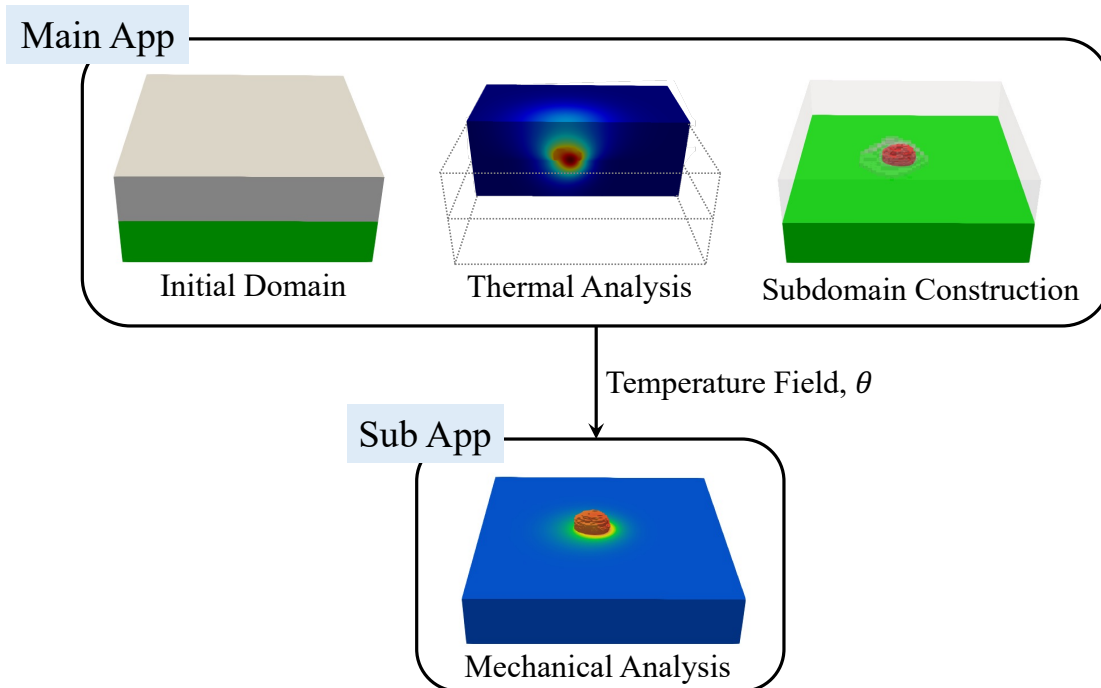 Main App
Initial Domain
Thermal Analysis
Subdomain Construction
Temperature Field, θ
Sub App
Mechanical Analysis